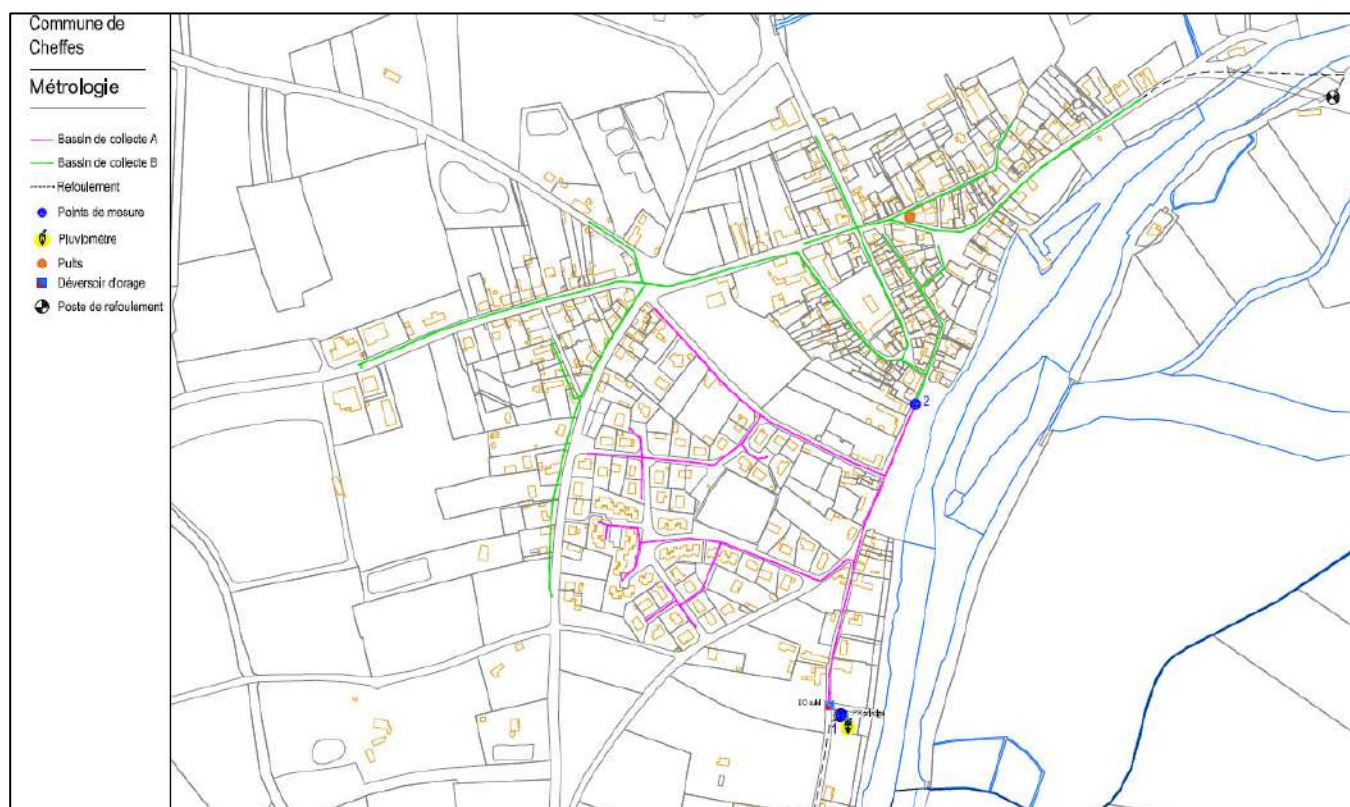 Commune de
Cheffes
Métrologie
Bassin de collecte A
Bassin de collecte B
Refoulement
Points de mesure
Pluviomètre
Puits
Déversoir d'orage
Poste de refoulement
2
1